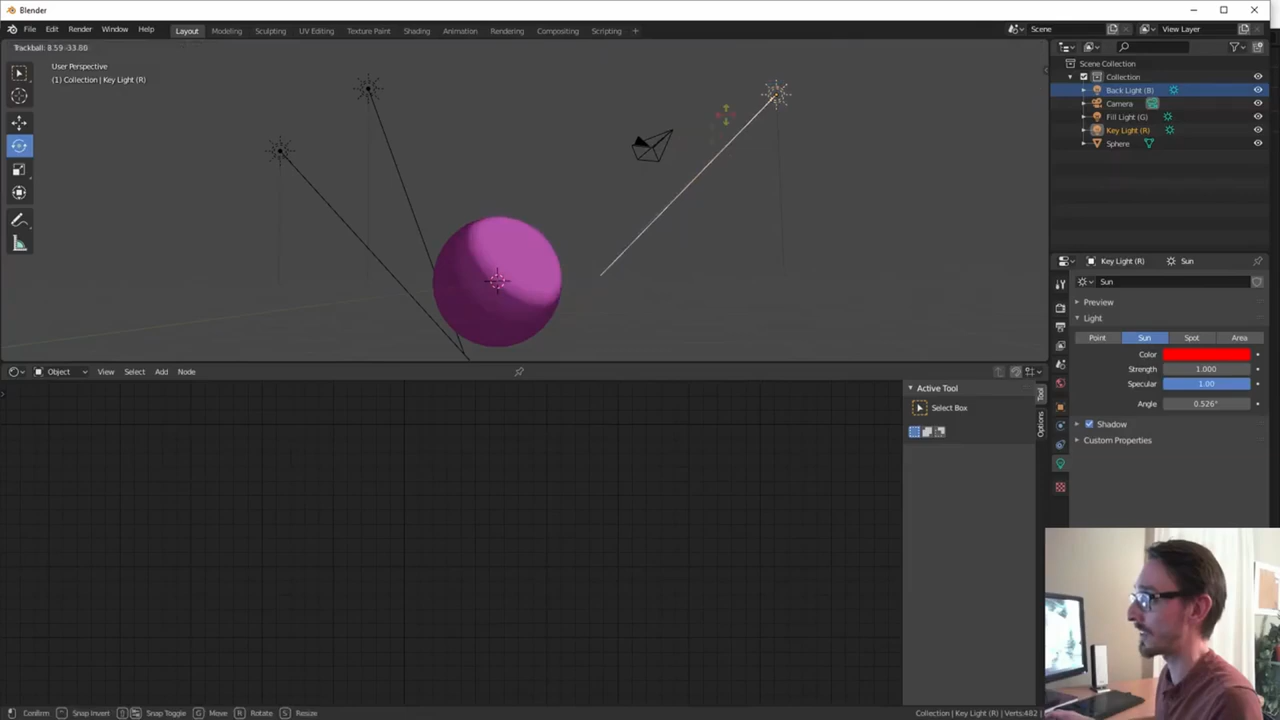 Blender
File Edit Render Window Help Layout Modeling Sculpting UV Editing Texture Paint Shading Animation Rendering Compositing Scripting + Scene View Layer
Trackball: 8.59 -33.80
User Perspective
(1) Collection | Key Light (R)
Scene Collection
Collection
Back Light (B)
Camera
Fill Light (G)
Key Light (R)
Sphere
Key Light (R) Sun
Sun
Preview
Light
Point Sun Spot Area
Color
Strength 1.000
Specular 1.00
Angle 0.526°
Shadow
Custom Properties
Object View Select Add Node
Active Tool
Select Box
Tool
Options
Confirm Snap Invert Snap Toggle G Move R Rotate S Resize
Collection | Key Light (R) | Verts:482 |